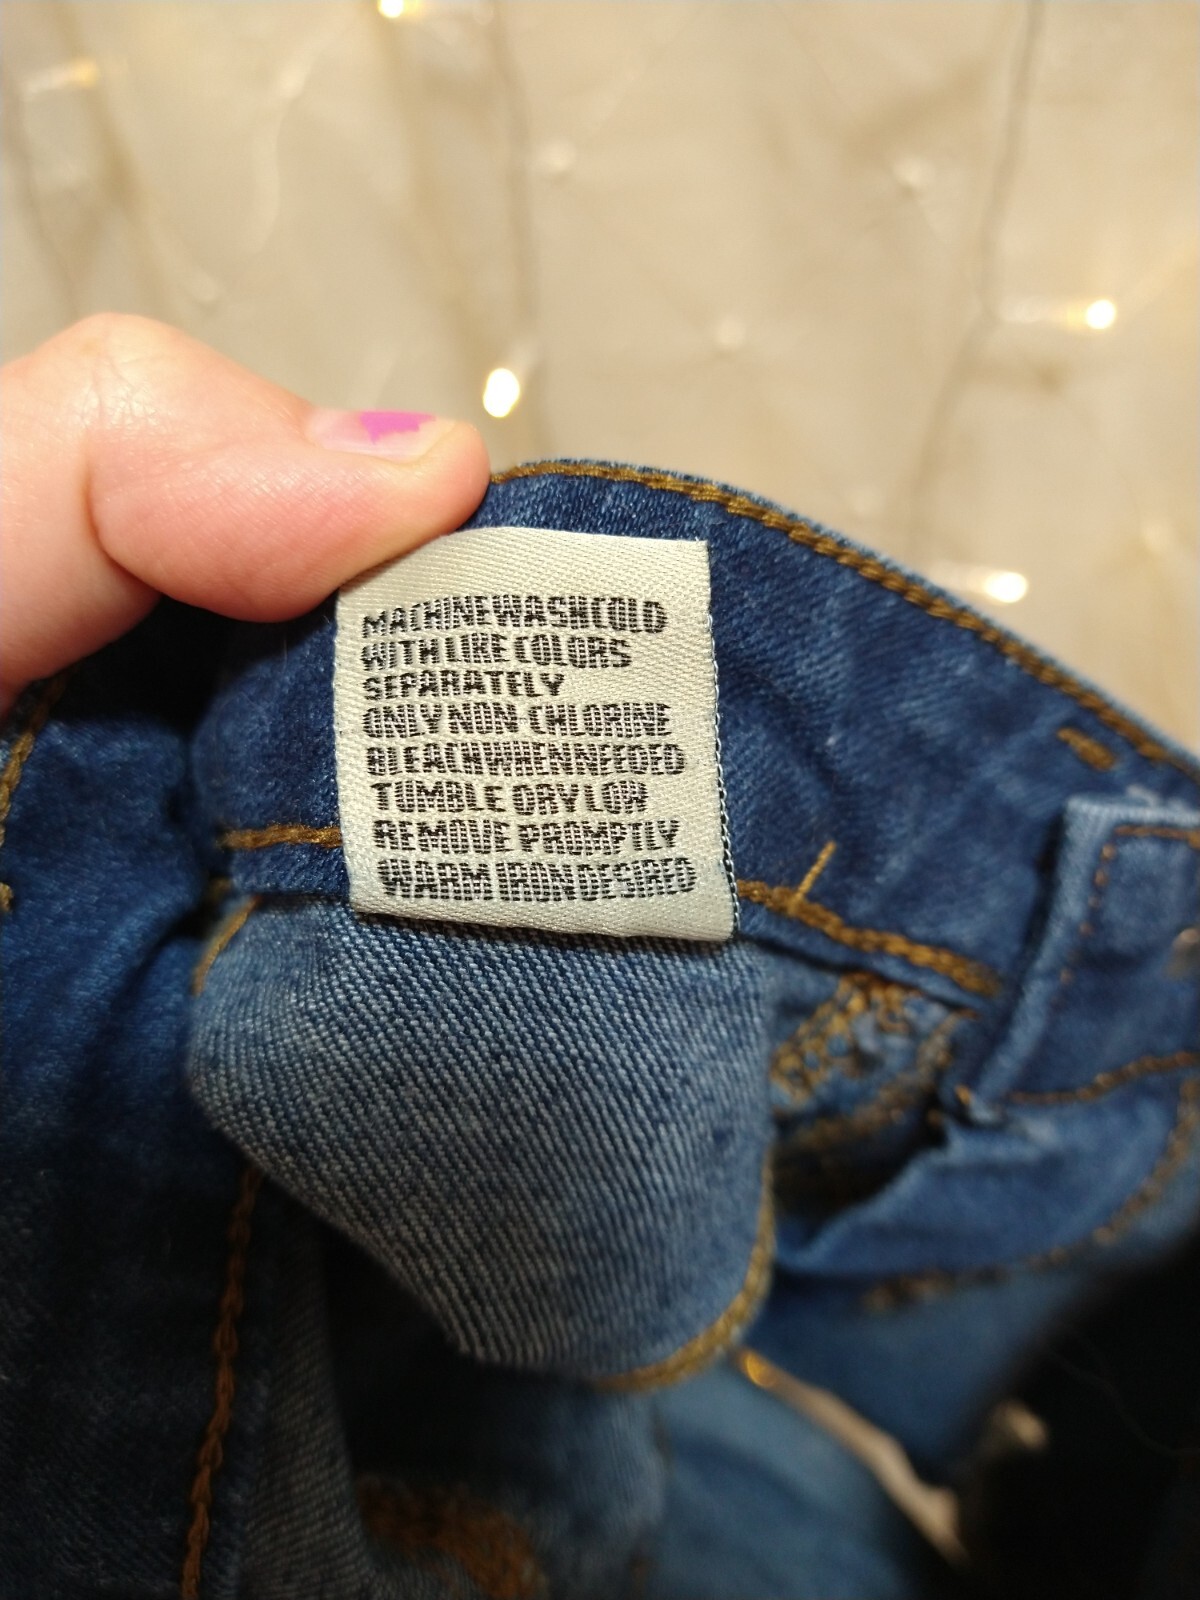 MACHINE WASH COLD
WITH LIKE COLORS
SEPARATELY
ONLY NON-CHLORINE
BLEACH WHEN NEEDED
TUMBLE DRY LOW
REMOVE PROMPTLY
WARM IRON DESIRED